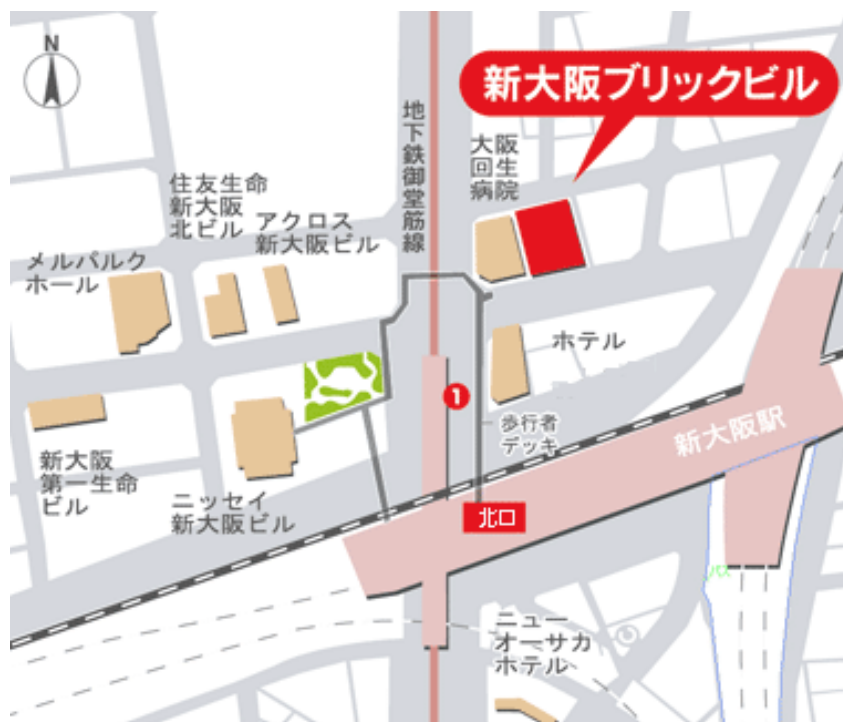 N
新大阪ブリックビル
地下鉄御堂筋線
大阪
回生
病院
住友生命
新大阪
北ビル
アクロス
新大阪ビル
メルパルク
ホール
ホテル
1
歩行者
デッキ
新大阪駅
新大阪
第一生命
ビル
ニッセイ
新大阪ビル
北口
ニュー
オーサカ
ホテル